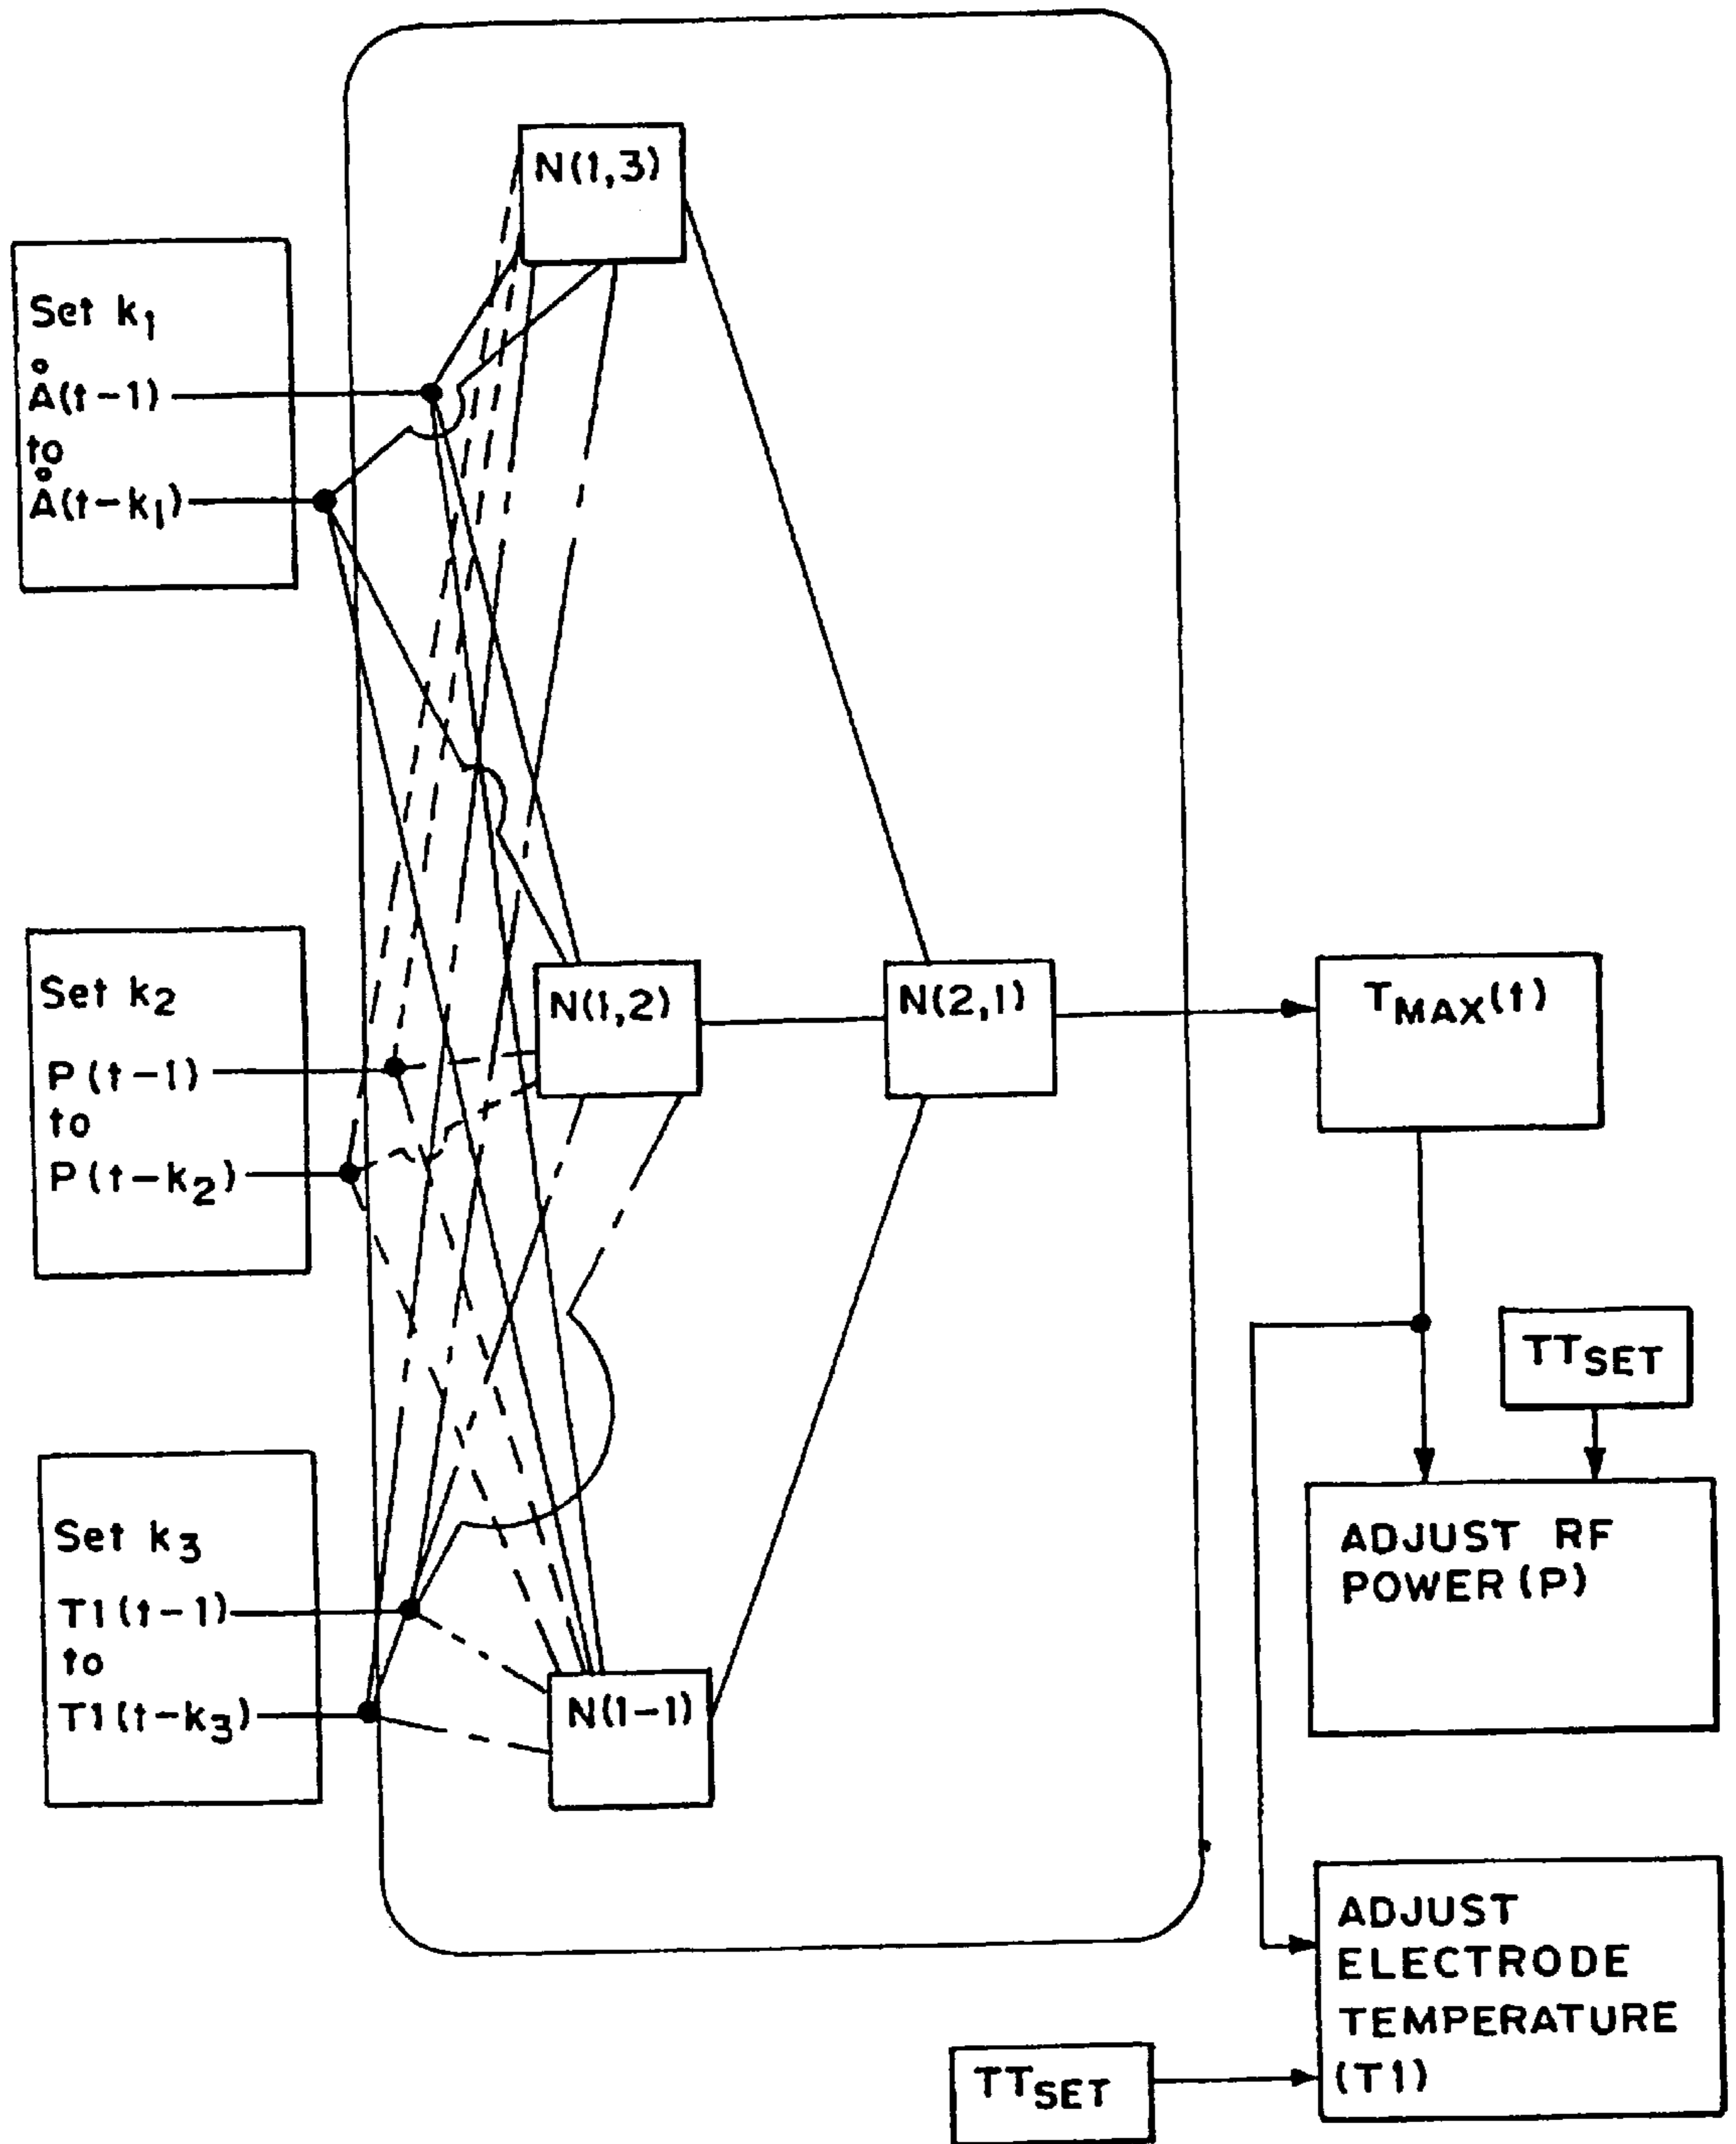 N(1,3)
Set k₁
Å(t-1)
to
Å(t-k₁)
Set k₂
P(t-1)
to
P(t-k₂)
N(1,2)
N(2,1)
TMAX(t)
TTSET
ADJUST RF
POWER(P)
Set k₃
T1(t-1)
to
T1(t-k₃)
N(1-1)
ADJUST
ELECTRODE
TEMPERATURE
(T1)
TTSET